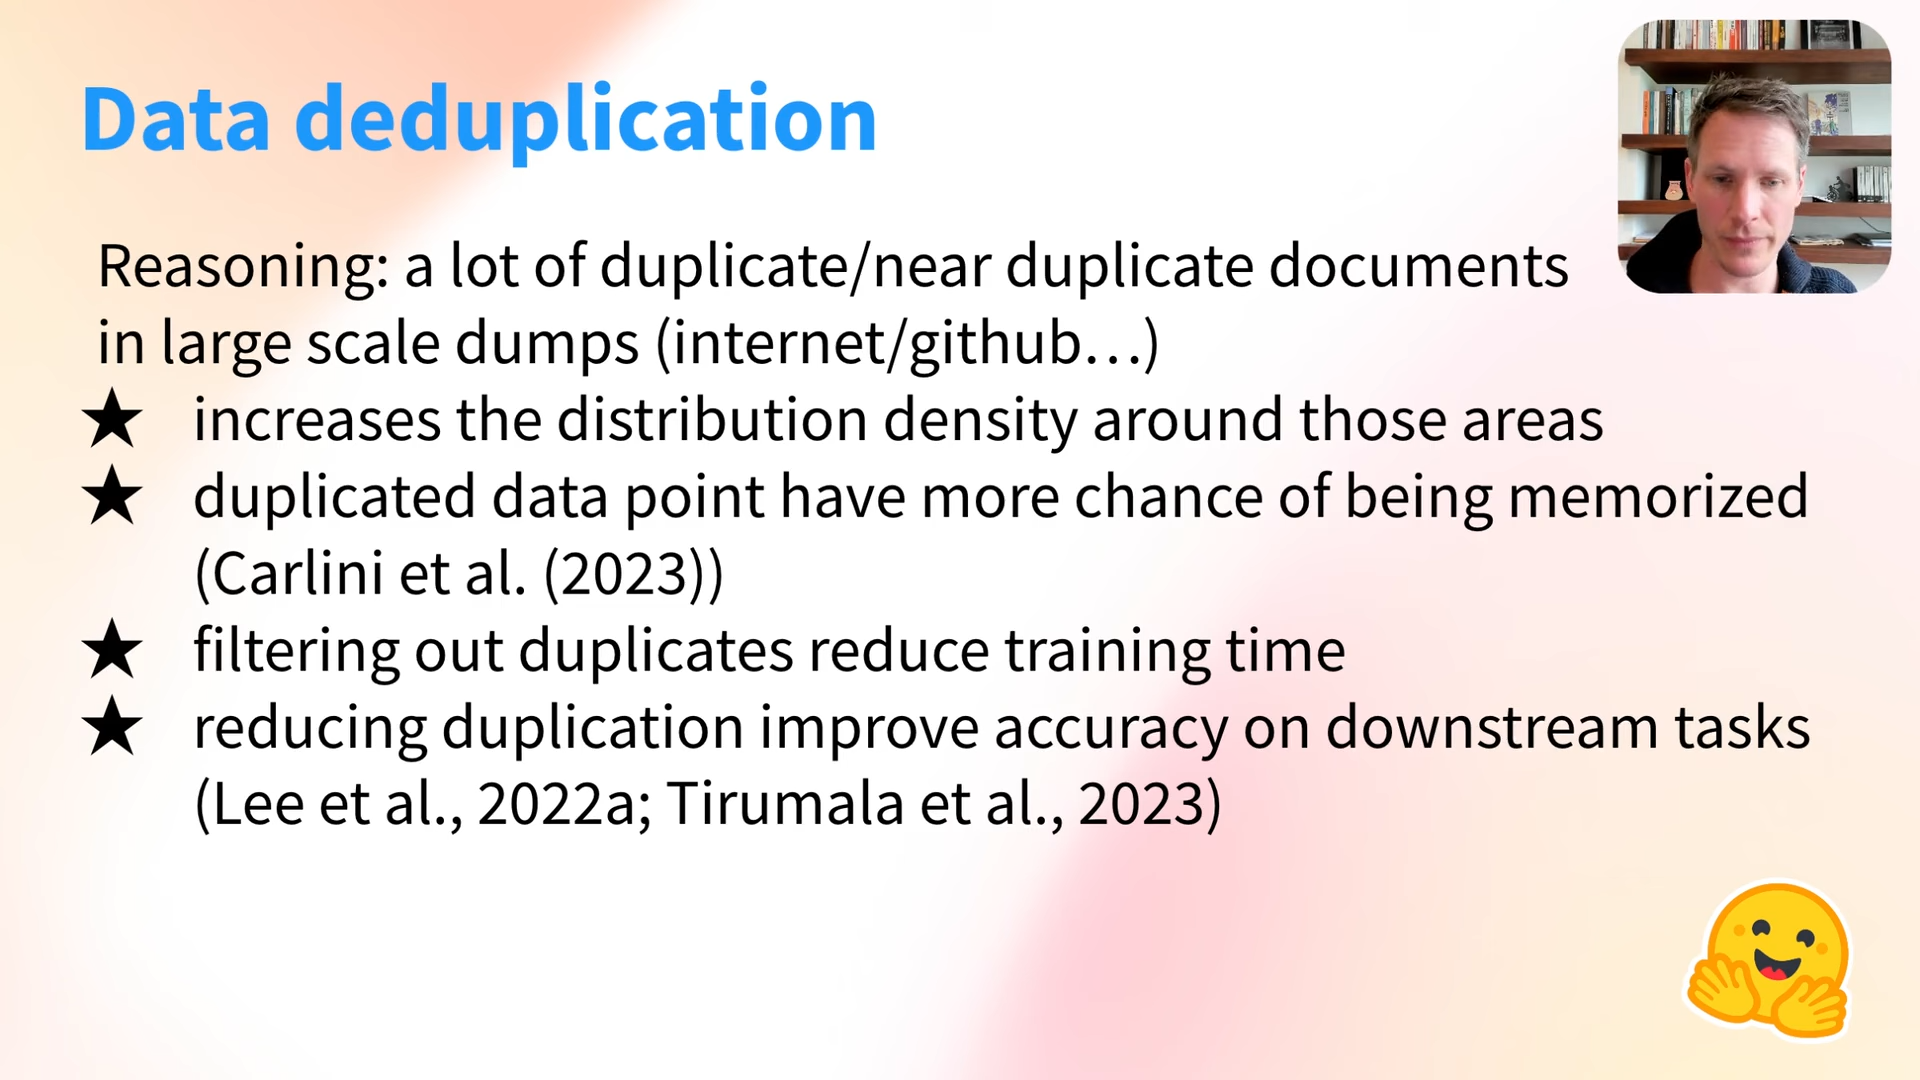 Data deduplication
Reasoning: a lot of duplicate/near duplicate documents
in large scale dumps (internet/github…)
★ increases the distribution density around those areas
★ duplicated data point have more chance of being memorized
(Carlini et al. (2023))
★ filtering out duplicates reduce training time
★ reducing duplication improve accuracy on downstream tasks
(Lee et al., 2022a; Tirumala et al., 2023)